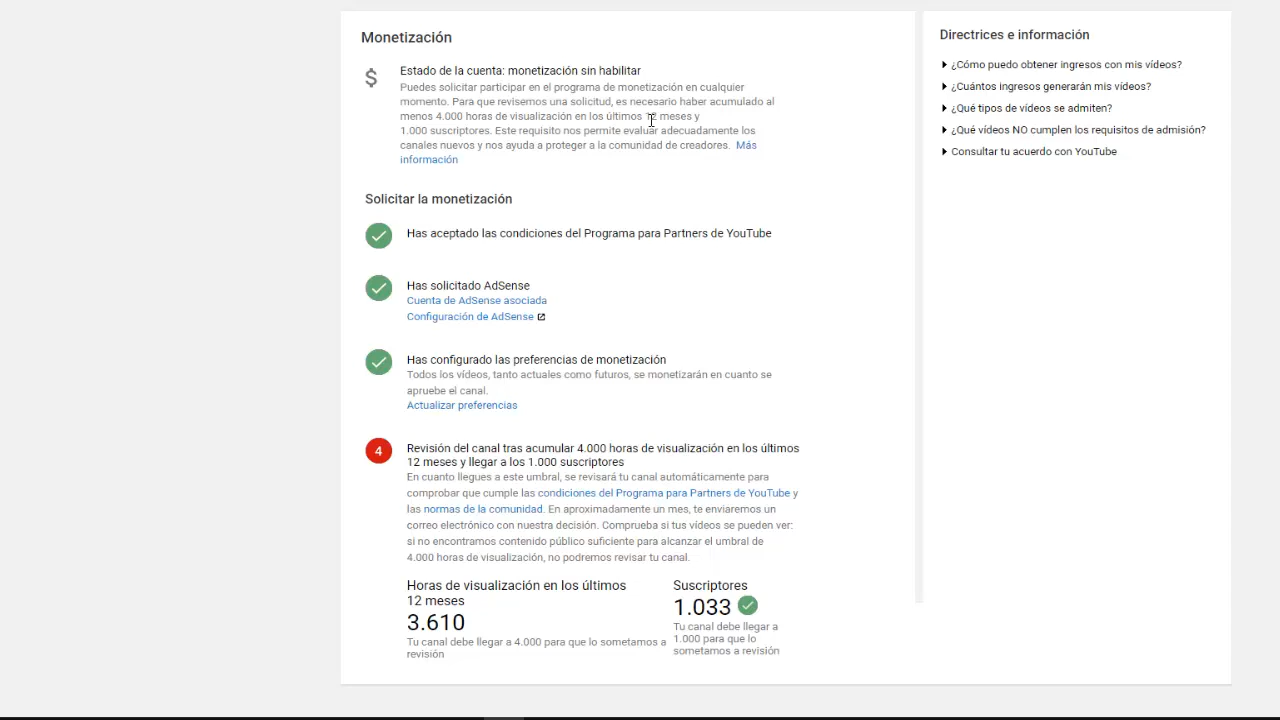 Monetización
$
Estado de la cuenta: monetización sin habilitar
Puedes solicitar participar en el programa de monetización en cualquier
momento. Para que revisemos una solicitud, es necesario haber acumulado al
menos 4.000 horas de visualización en los últimos 12 meses y
1.000 suscriptores. Este requisito nos permite evaluar adecuadamente los
canales nuevos y nos ayuda a proteger a la comunidad de creadores. Más
información
Solicitar la monetización
Has aceptado las condiciones del Programa para Partners de YouTube
Has solicitado AdSense
Cuenta de AdSense asociada
Configuración de AdSense
Has configurado las preferencias de monetización
Todos los vídeos, tanto actuales como futuros, se monetizarán en cuanto se
apruebe el canal.
Actualizar preferencias
4
Revisión del canal tras acumular 4.000 horas de visualización en los últimos
12 meses y llegar a los 1.000 suscriptores
En cuanto llegues a este umbral, se revisará tu canal automáticamente para
comprobar que cumple las condiciones del Programa para Partners de YouTube y
las normas de la comunidad. En aproximadamente un mes, te enviaremos un
correo electrónico con nuestra decisión. Comprueba si tus vídeos se pueden ver:
si no encontramos contenido público suficiente para alcanzar el umbral de
4.000 horas de visualización, no podremos revisar tu canal.
Horas de visualización en los últimos
12 meses
3.610
Tu canal debe llegar a 4.000 para que lo sometamos a
revisión
Suscriptores
1.033
Tu canal debe llegar a
1.000 para que lo
sometamos a revisión
Directrices e información
¿Cómo puedo obtener ingresos con mis vídeos?
¿Cuántos ingresos generarán mis vídeos?
¿Qué tipos de vídeos se admiten?
¿Qué vídeos NO cumplen los requisitos de admisión?
Consultar tu acuerdo con YouTube